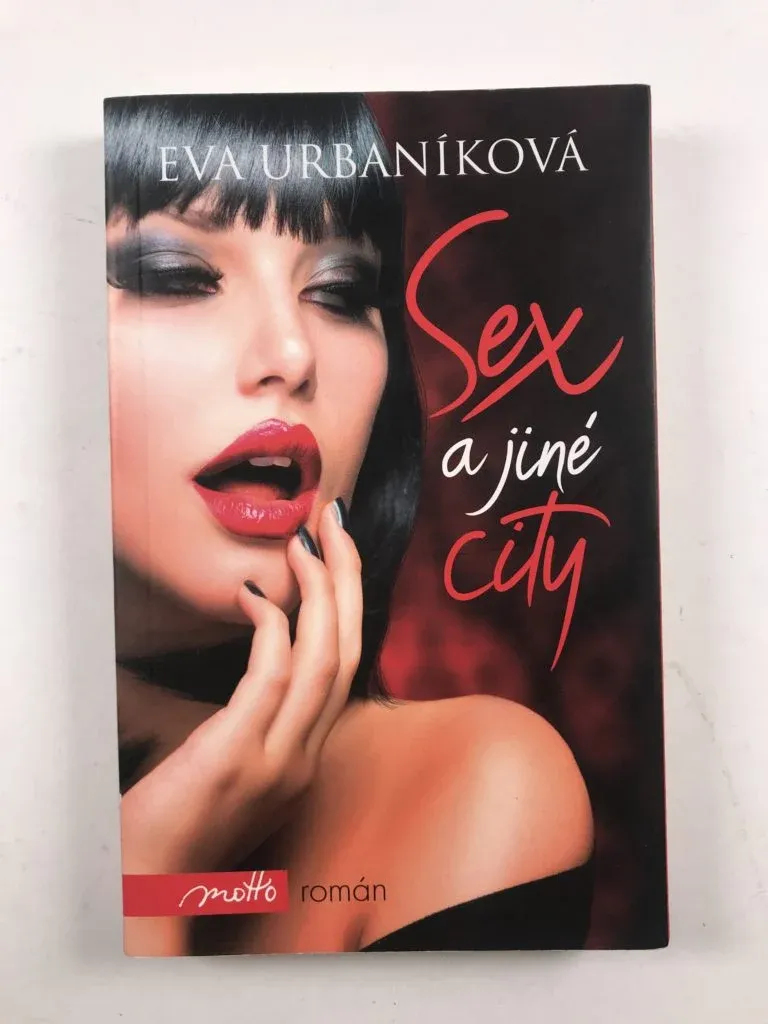 EVA URBANÍKOVÁ
Sex
a jiné
city
motto román